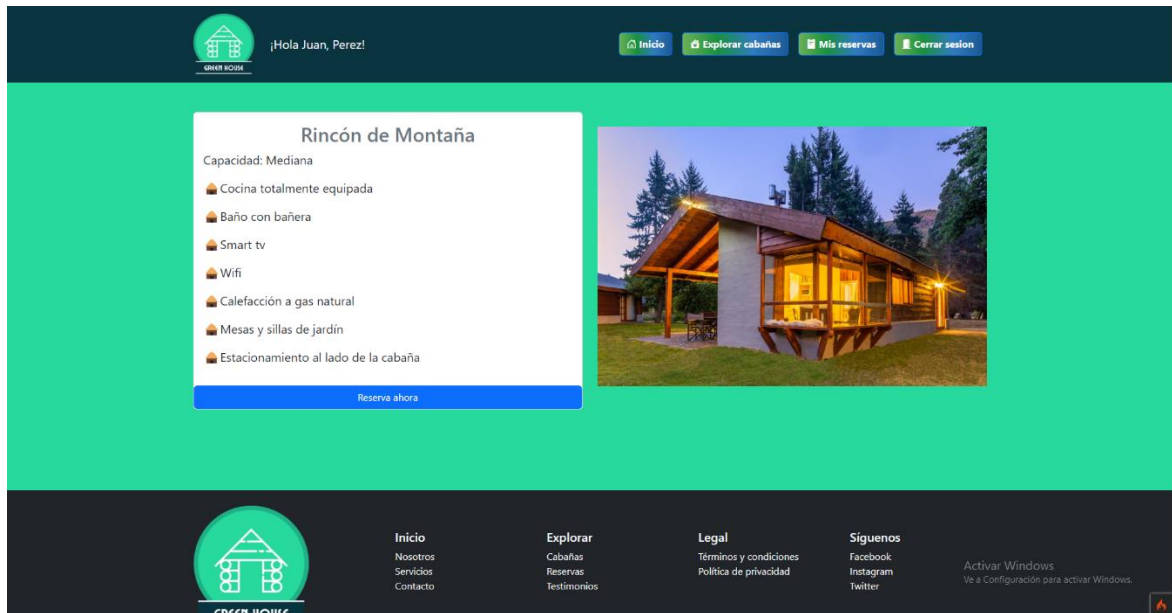 GREEN HOUSE
¡Hola Juan, Perez!
Inicio
Explorar cabañas
Mis reservas
Cerrar sesion
Rincón de Montaña
Capacidad: Mediana
Cocina totalmente equipada
Baño con bañera
Smart tv
Wifi
Calefacción a gas natural
Mesas y sillas de jardín
Estacionamiento al lado de la cabaña
Reserva ahora
GREEN HOUSE
Inicio
Nosotros
Servicios
Contacto
Explorar
Cabañas
Reservas
Testimonios
Legal
Términos y condiciones
Política de privacidad
Síguenos
Facebook
Instagram
Twitter
Activar Windows
Ve a Configuración para activar Windows.